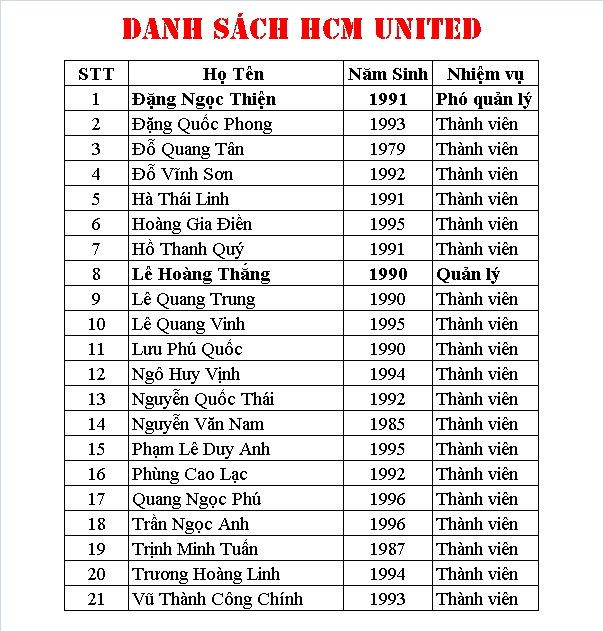 DANH SÁCH HCM UNITED
STT Họ Tên Năm Sinh Nhiệm vụ
1 Đặng Ngọc Thiện 1991 Phó quản lý
2 Đặng Quốc Phong 1993 Thành viên
3 Đỗ Quang Tân 1979 Thành viên
4 Đỗ Vĩnh Sơn 1992 Thành viên
5 Hà Thái Linh 1991 Thành viên
6 Hoàng Gia Điền 1995 Thành viên
7 Hồ Thanh Quý 1991 Thành viên
8 Lê Hoàng Thắng 1990 Quản lý
9 Lê Quang Trung 1990 Thành viên
10 Lê Quang Vinh 1995 Thành viên
11 Lưu Phú Quốc 1990 Thành viên
12 Ngô Huy Vịnh 1994 Thành viên
13 Nguyễn Quốc Thái 1992 Thành viên
14 Nguyễn Văn Nam 1985 Thành viên
15 Phạm Lê Duy Anh 1995 Thành viên
16 Phùng Cao Lạc 1992 Thành viên
17 Quang Ngọc Phú 1996 Thành viên
18 Trần Ngọc Anh 1996 Thành viên
19 Trịnh Minh Tuấn 1987 Thành viên
20 Trương Hoàng Linh 1994 Thành viên
21 Vũ Thành Công Chính 1993 Thành viên